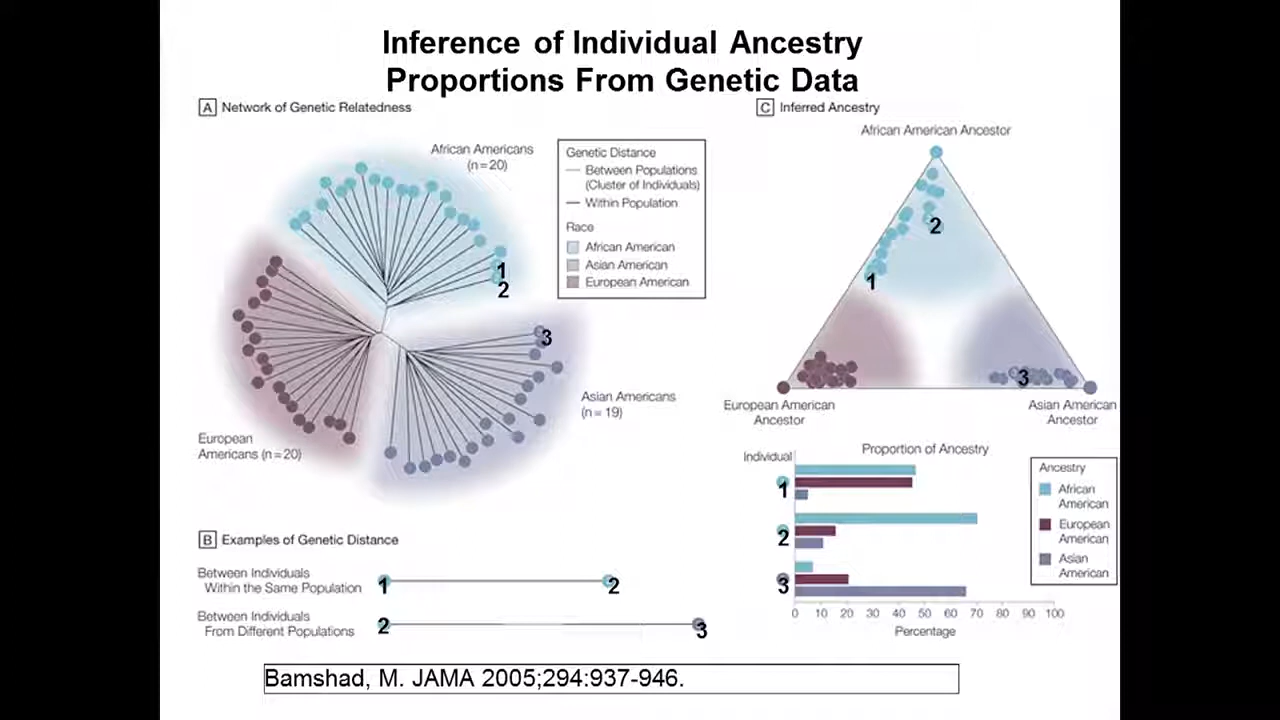 Inference of Individual Ancestry
Proportions From Genetic Data
A Network of Genetic Relatedness
African Americans
(n=20)
Genetic Distance
Between Populations
(Cluster of Individuals)
Within Population
Race
African American
Asian American
European American
1
2
3
Asian Americans
(n=19)
European
Americans (n=20)
B Examples of Genetic Distance
Between Individuals
Within the Same Population
1
2
Between Individuals
From Different Populations
2
3
C Inferred Ancestry
African American Ancestor
2
1
3
European American
Ancestor
Asian American
Ancestor
Individual
Proportion of Ancestry
1
2
3
0 10 20 30 40 50 60 70 80 90 100
Percentage
Ancestry
African
American
European
American
Asian
American
Bamshad, M. JAMA 2005;294:937-946.